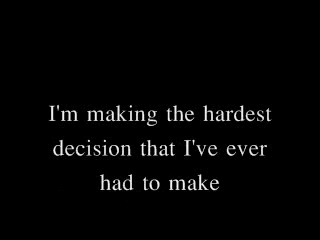 I'm making the hardest
decision that I've ever
had to make